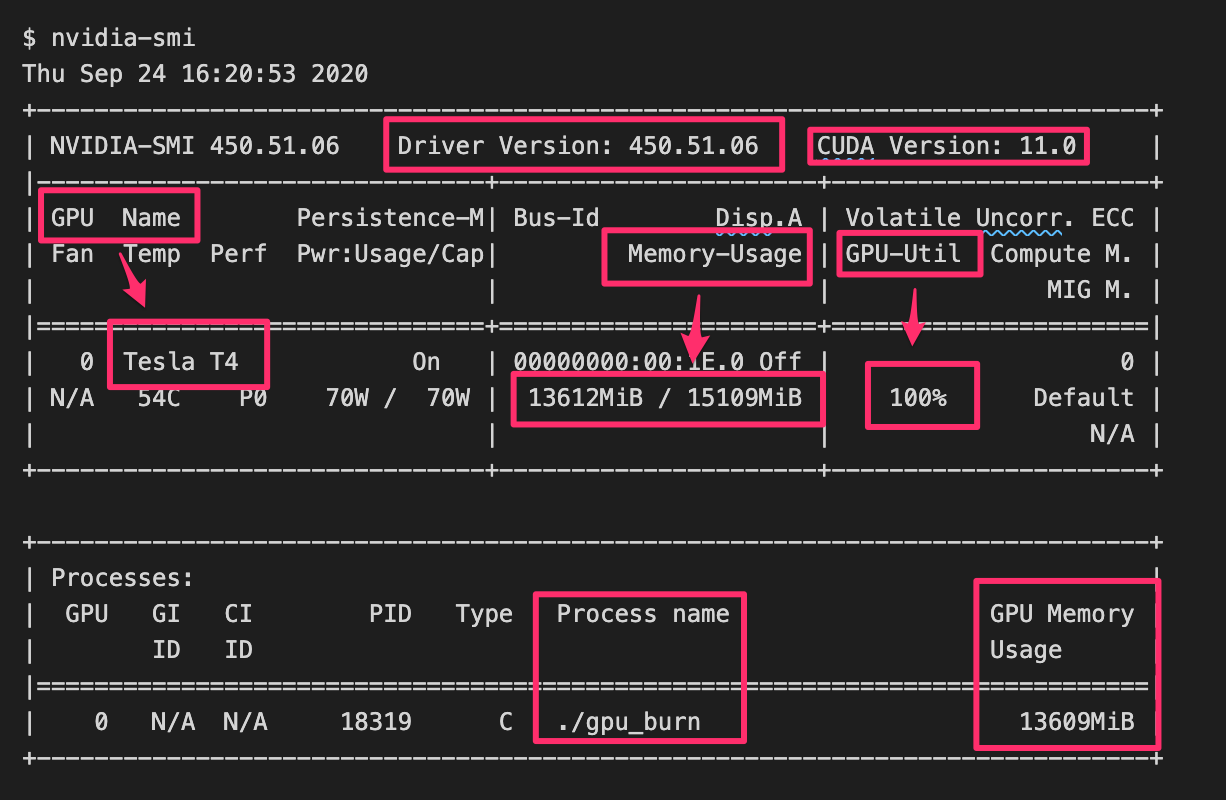 $ nvidia-smi
Thu Sep 24 16:20:53 2020
+-----------------------------------------------------------------------------+
| NVIDIA-SMI 450.51.06    Driver Version: 450.51.06    CUDA Version: 11.0     |
|-------------------------------+----------------------+----------------------+
| GPU  Name        Persistence-M| Bus-Id        Disp.A | Volatile Uncorr. ECC |
| Fan  Temp  Perf  Pwr:Usage/Cap|         Memory-Usage | GPU-Util  Compute M. |
|                               |                      |               MIG M. |
|===============================+======================+======================|
|   0  Tesla T4            On   | 00000000:00:1E.0 Off |                    0 |
| N/A   54C    P0    70W /  70W |  13612MiB / 15109MiB |    100%      Default |
|                               |                      |                  N/A |
+-------------------------------+----------------------+----------------------+
+-----------------------------------------------------------------------------+
| Processes:                                                                  |
|  GPU   GI   CI        PID   Type   Process name                  GPU Memory |
|        ID   ID                                                   Usage      |
|=============================================================================|
|    0   N/A  N/A     18319      C   ./gpu_burn                      13609MiB |
+-----------------------------------------------------------------------------+